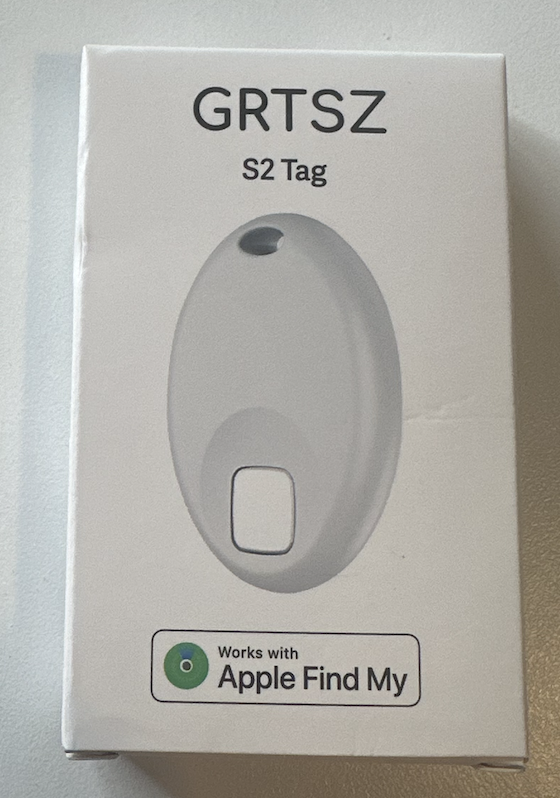 GRTSZ
S2 Tag
Works with
Apple Find My